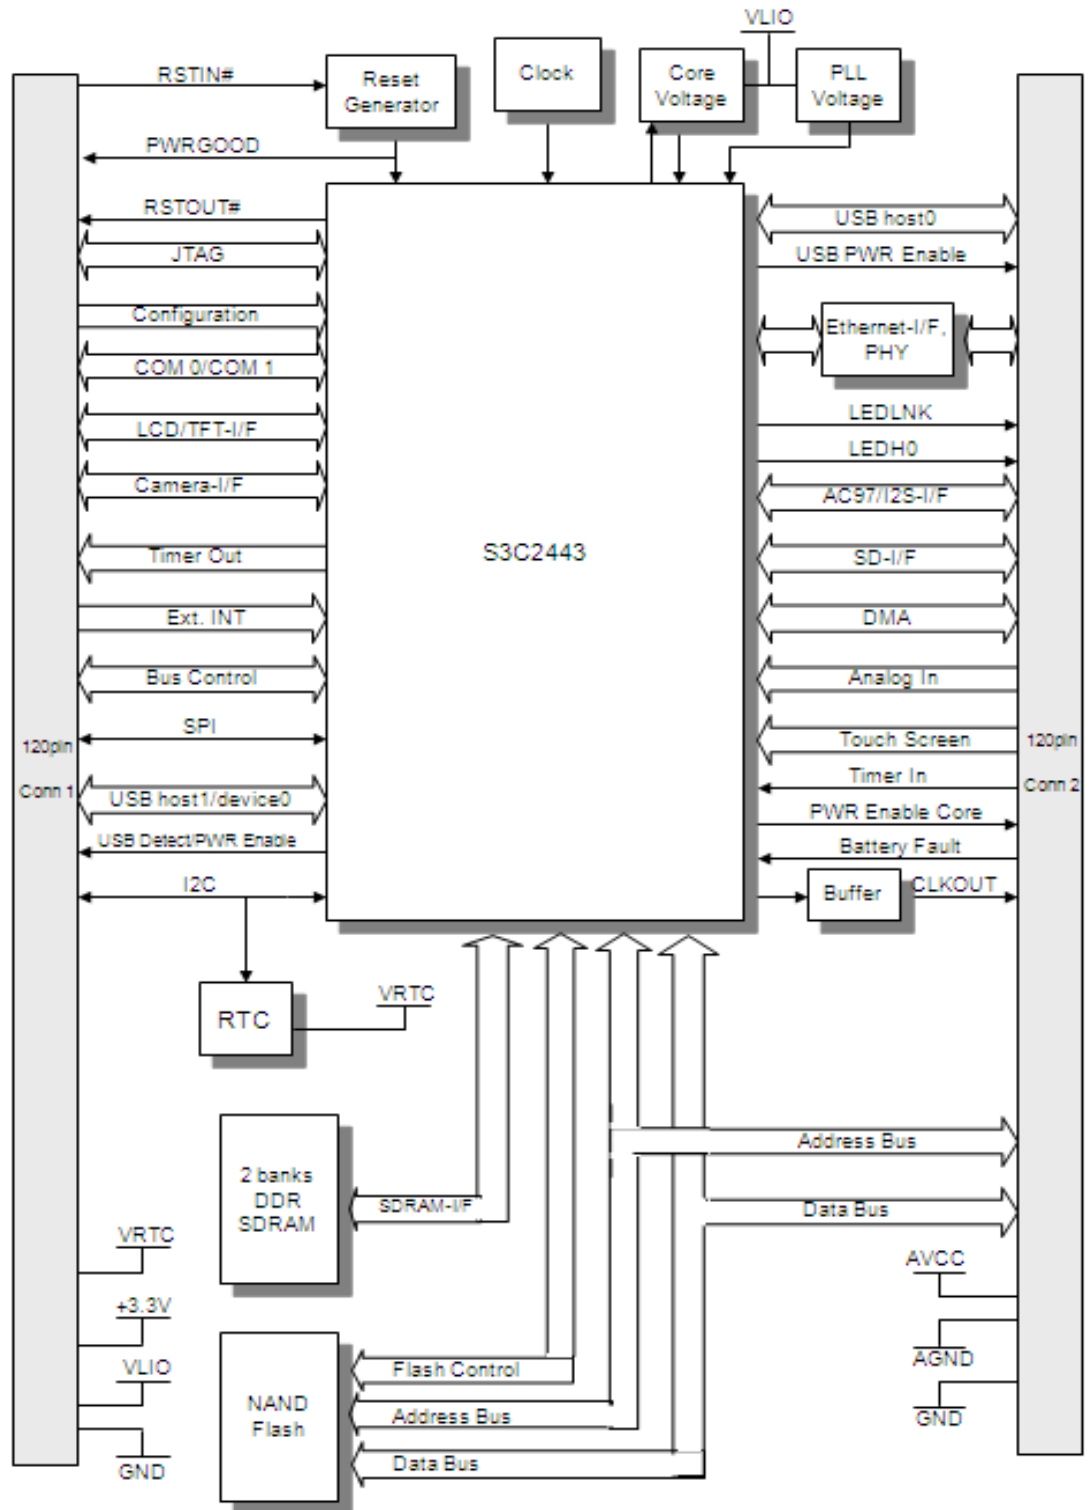 VLIO
RSTIN#
Reset
Generator
Clock
Core
Voltage
PLL
Voltage
PWRGOOD
RSTOUT#
JTAG
Configuration
COM 0/COM 1
LCD/TFT-I/F
Camera-I/F
Timer Out
Ext. INT
Bus Control
SPI
USB host1/device0
USB Detect/PWR Enable
I2C
120pin
Conn 1
S3C2443
USB host0
USB PWR Enable
Ethernet-I/F,
PHY
LEDLNK
LEDH0
AC97/I2S-I/F
SD-I/F
DMA
Analog In
Touch Screen
Timer In
PWR Enable Core
Battery Fault
Buffer
CLKOUT
120pin
Conn 2
RTC
VRTC
2 banks
DDR
SDRAM
SDRAM-I/F
Address Bus
Data Bus
VRTC
+3.3V
VLIO
GND
NAND
Flash
Flash Control
Address Bus
Data Bus
AVCC
AGND
GND